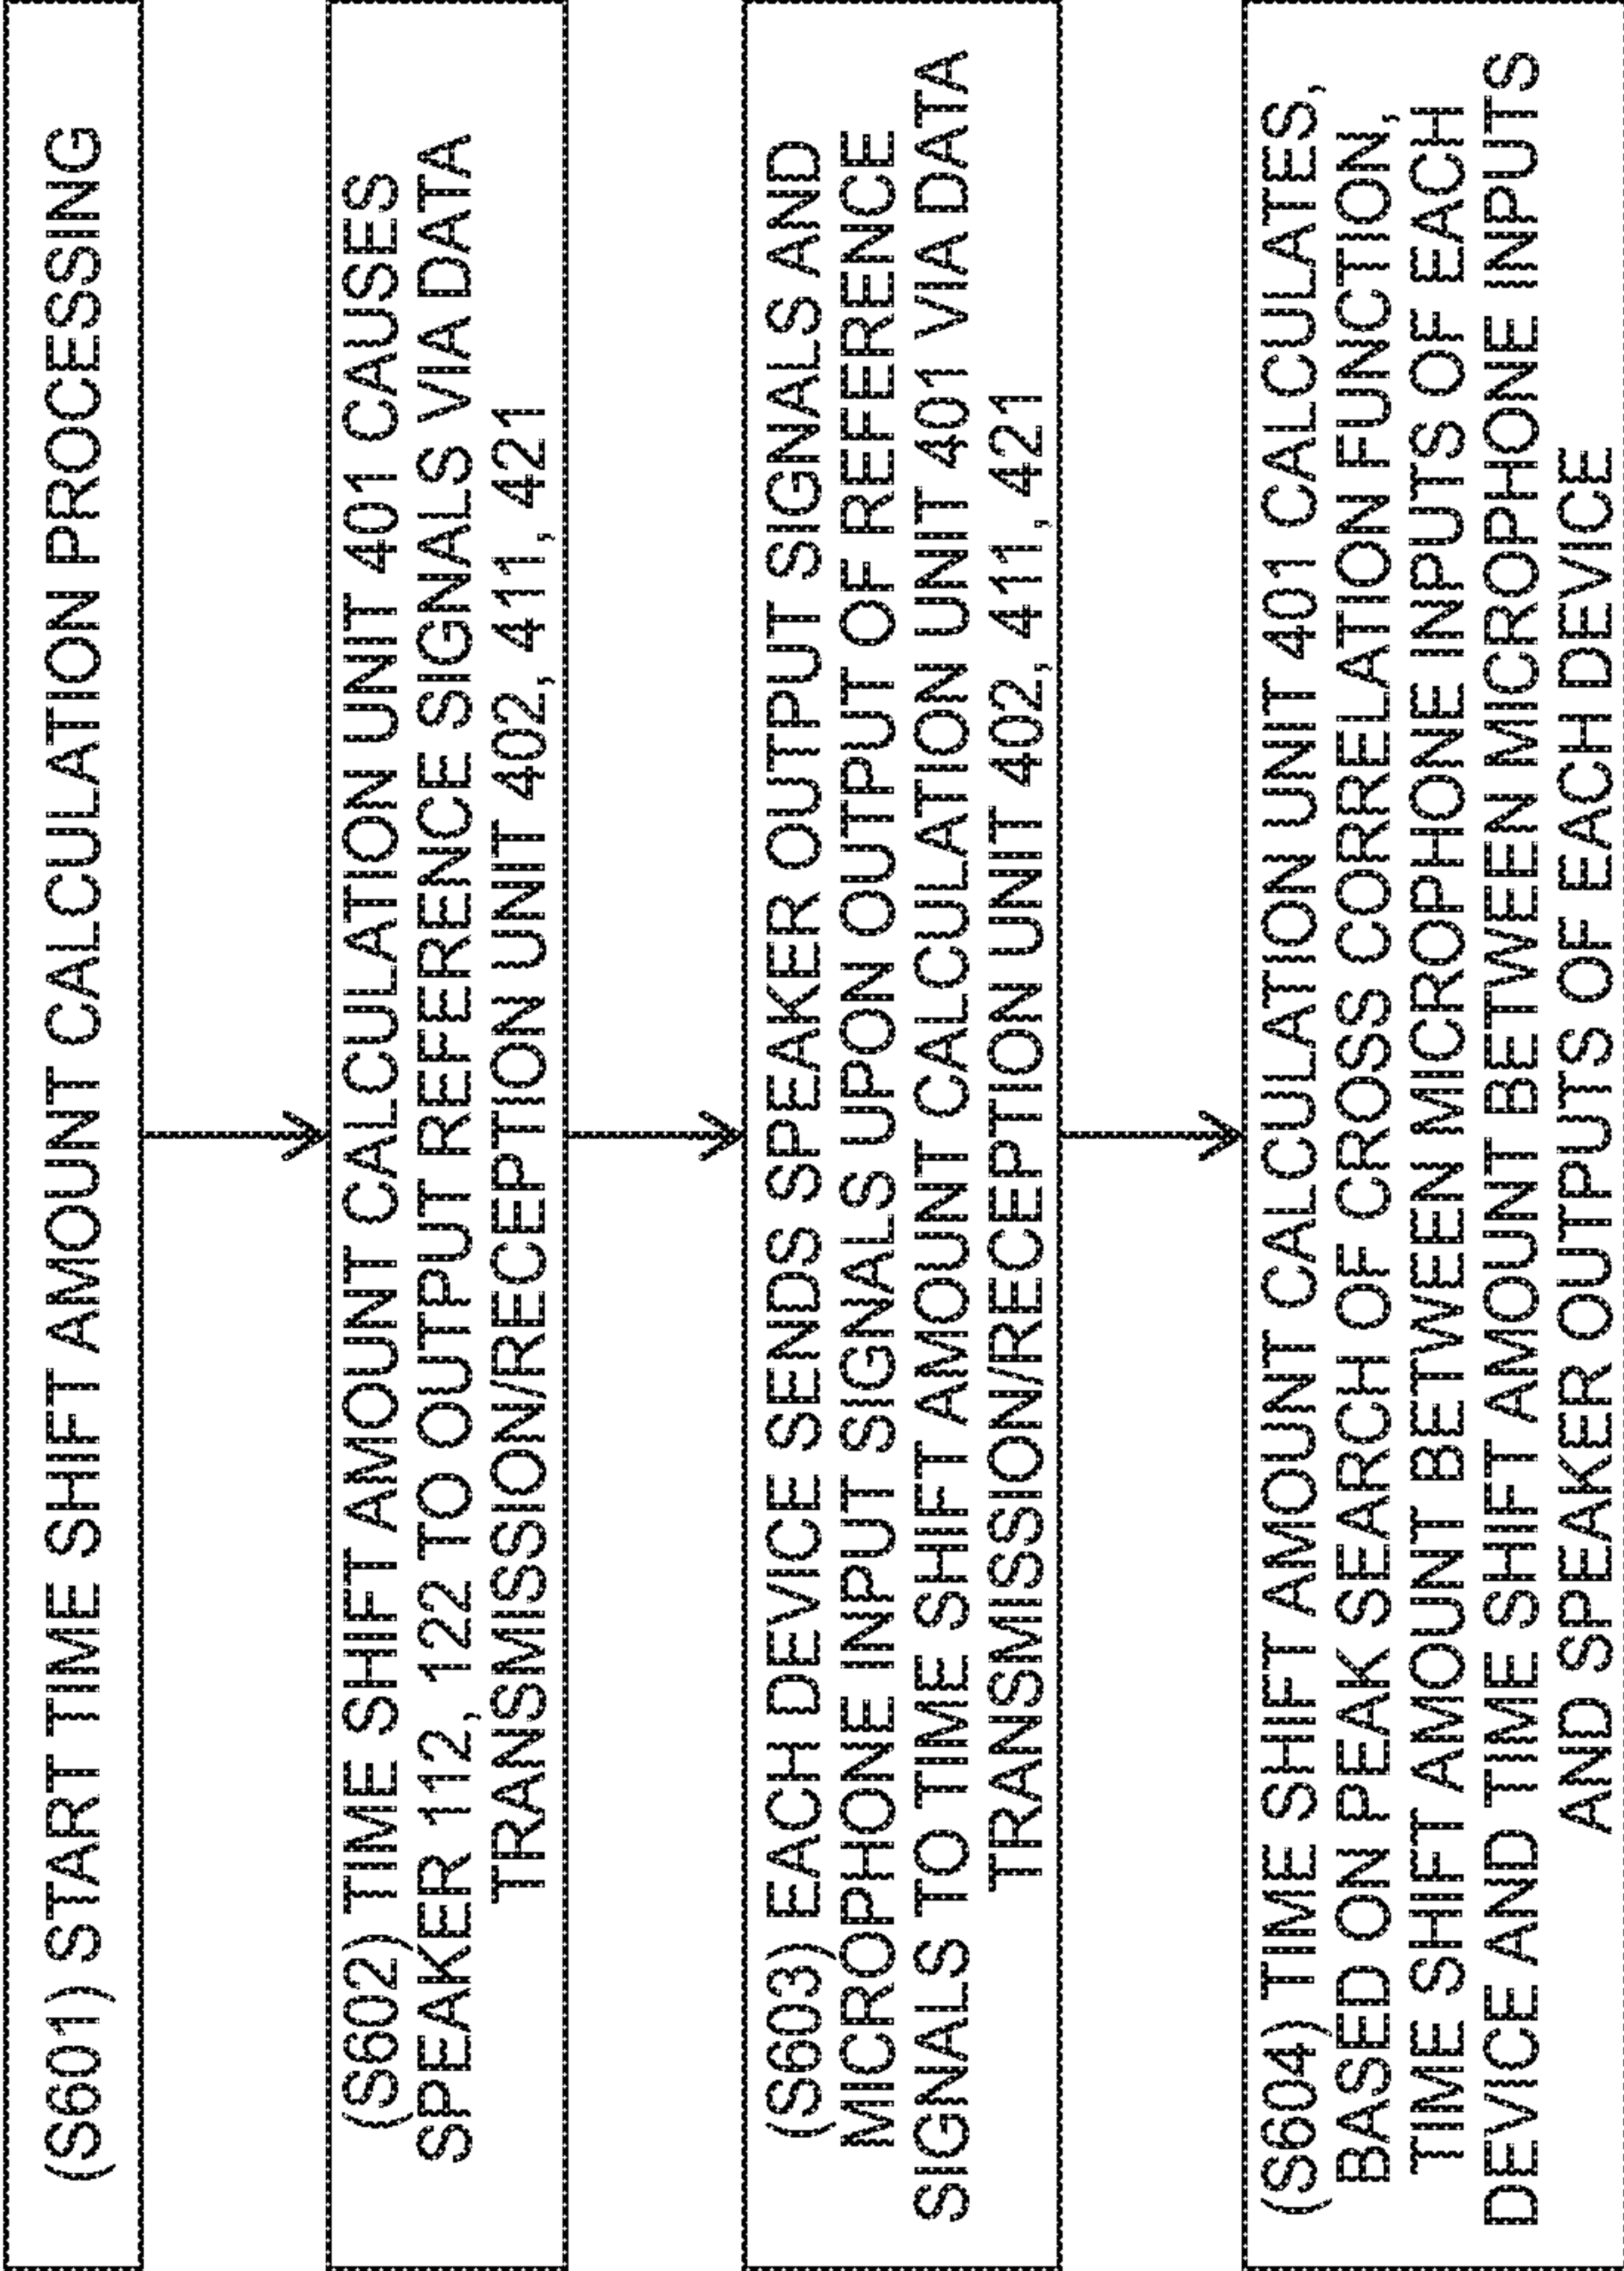 (S601) START TIME SHIFT AMOUNT CALCULATION PROCESSING
(S602) TIME SHIFT AMOUNT CALCULATION UNIT 401 CAUSES
SPEAKER 112, 122 TO OUTPUT REFERENCE SIGNALS VIA DATA
TRANSMISSION/RECEPTION UNIT 402, 411, 421
(S603) EACH DEVICE SENDS SPEAKER OUTPUT SIGNALS AND
MICROPHONE INPUT SIGNALS UPON OUTPUT OF REFERENCE
SIGNALS TO TIME SHIFT AMOUNT CALCULATION UNIT 401 VIA DATA
TRANSMISSION/RECEPTION UNIT 402, 411, 421
(S604) TIME SHIFT AMOUNT CALCULATION UNIT 401 CALCULATES,
BASED ON PEAK SEARCH OF CROSS CORRELATION FUNCTION,
TIME SHIFT AMOUNT BETWEEN MICROPHONE INPUTS OF EACH
DEVICE AND TIME SHIFT AMOUNT BETWEEN MICROPHONE INPUTS
AND SPEAKER OUTPUTS OF EACH DEVICE